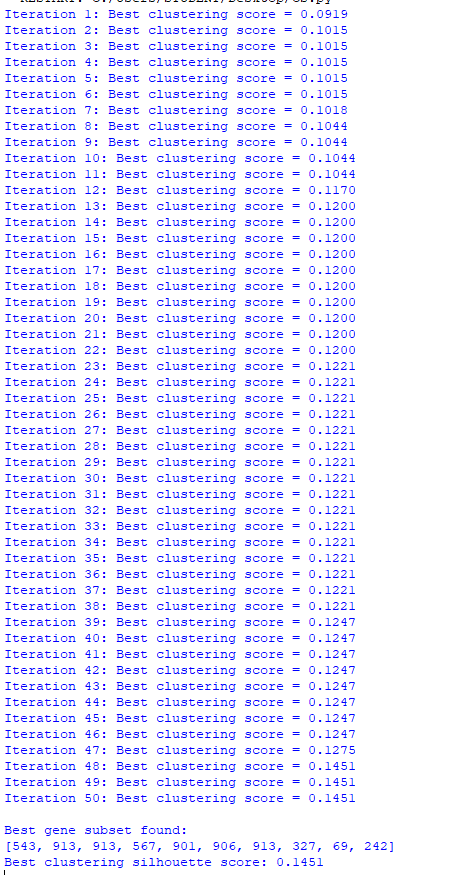 Iteration 1: Best clustering score = 0.0919
Iteration 2: Best clustering score = 0.1015
Iteration 3: Best clustering score = 0.1015
Iteration 4: Best clustering score = 0.1015
Iteration 5: Best clustering score = 0.1015
Iteration 6: Best clustering score = 0.1015
Iteration 7: Best clustering score = 0.1018
Iteration 8: Best clustering score = 0.1044
Iteration 9: Best clustering score = 0.1044
Iteration 10: Best clustering score = 0.1044
Iteration 11: Best clustering score = 0.1044
Iteration 12: Best clustering score = 0.1170
Iteration 13: Best clustering score = 0.1200
Iteration 14: Best clustering score = 0.1200
Iteration 15: Best clustering score = 0.1200
Iteration 16: Best clustering score = 0.1200
Iteration 17: Best clustering score = 0.1200
Iteration 18: Best clustering score = 0.1200
Iteration 19: Best clustering score = 0.1200
Iteration 20: Best clustering score = 0.1200
Iteration 21: Best clustering score = 0.1200
Iteration 22: Best clustering score = 0.1200
Iteration 23: Best clustering score = 0.1221
Iteration 24: Best clustering score = 0.1221
Iteration 25: Best clustering score = 0.1221
Iteration 26: Best clustering score = 0.1221
Iteration 27: Best clustering score = 0.1221
Iteration 28: Best clustering score = 0.1221
Iteration 29: Best clustering score = 0.1221
Iteration 30: Best clustering score = 0.1221
Iteration 31: Best clustering score = 0.1221
Iteration 32: Best clustering score = 0.1221
Iteration 33: Best clustering score = 0.1221
Iteration 34: Best clustering score = 0.1221
Iteration 35: Best clustering score = 0.1221
Iteration 36: Best clustering score = 0.1221
Iteration 37: Best clustering score = 0.1221
Iteration 38: Best clustering score = 0.1221
Iteration 39: Best clustering score = 0.1247
Iteration 40: Best clustering score = 0.1247
Iteration 41: Best clustering score = 0.1247
Iteration 42: Best clustering score = 0.1247
Iteration 43: Best clustering score = 0.1247
Iteration 44: Best clustering score = 0.1247
Iteration 45: Best clustering score = 0.1247
Iteration 46: Best clustering score = 0.1247
Iteration 47: Best clustering score = 0.1275
Iteration 48: Best clustering score = 0.1451
Iteration 49: Best clustering score = 0.1451
Iteration 50: Best clustering score = 0.1451
Best gene subset found:
[543, 913, 913, 567, 901, 906, 913, 327, 69, 242]
Best clustering silhouette score: 0.1451